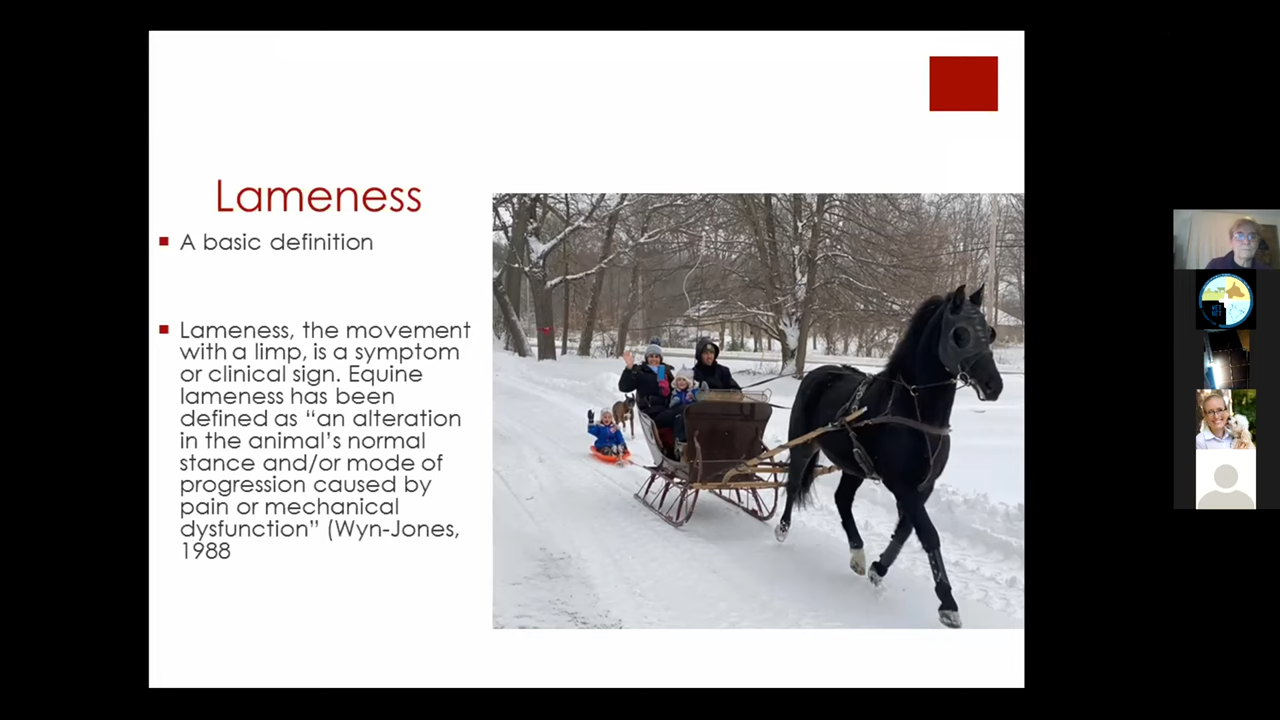 Lameness
A basic definition
Lameness, the movement
with a limp, is a symptom
or clinical sign. Equine
lameness has been
defined as “an alteration
in the animal’s normal
stance and/or mode of
progression caused by
pain or mechanical
dysfunction” (Wyn-Jones,
1988